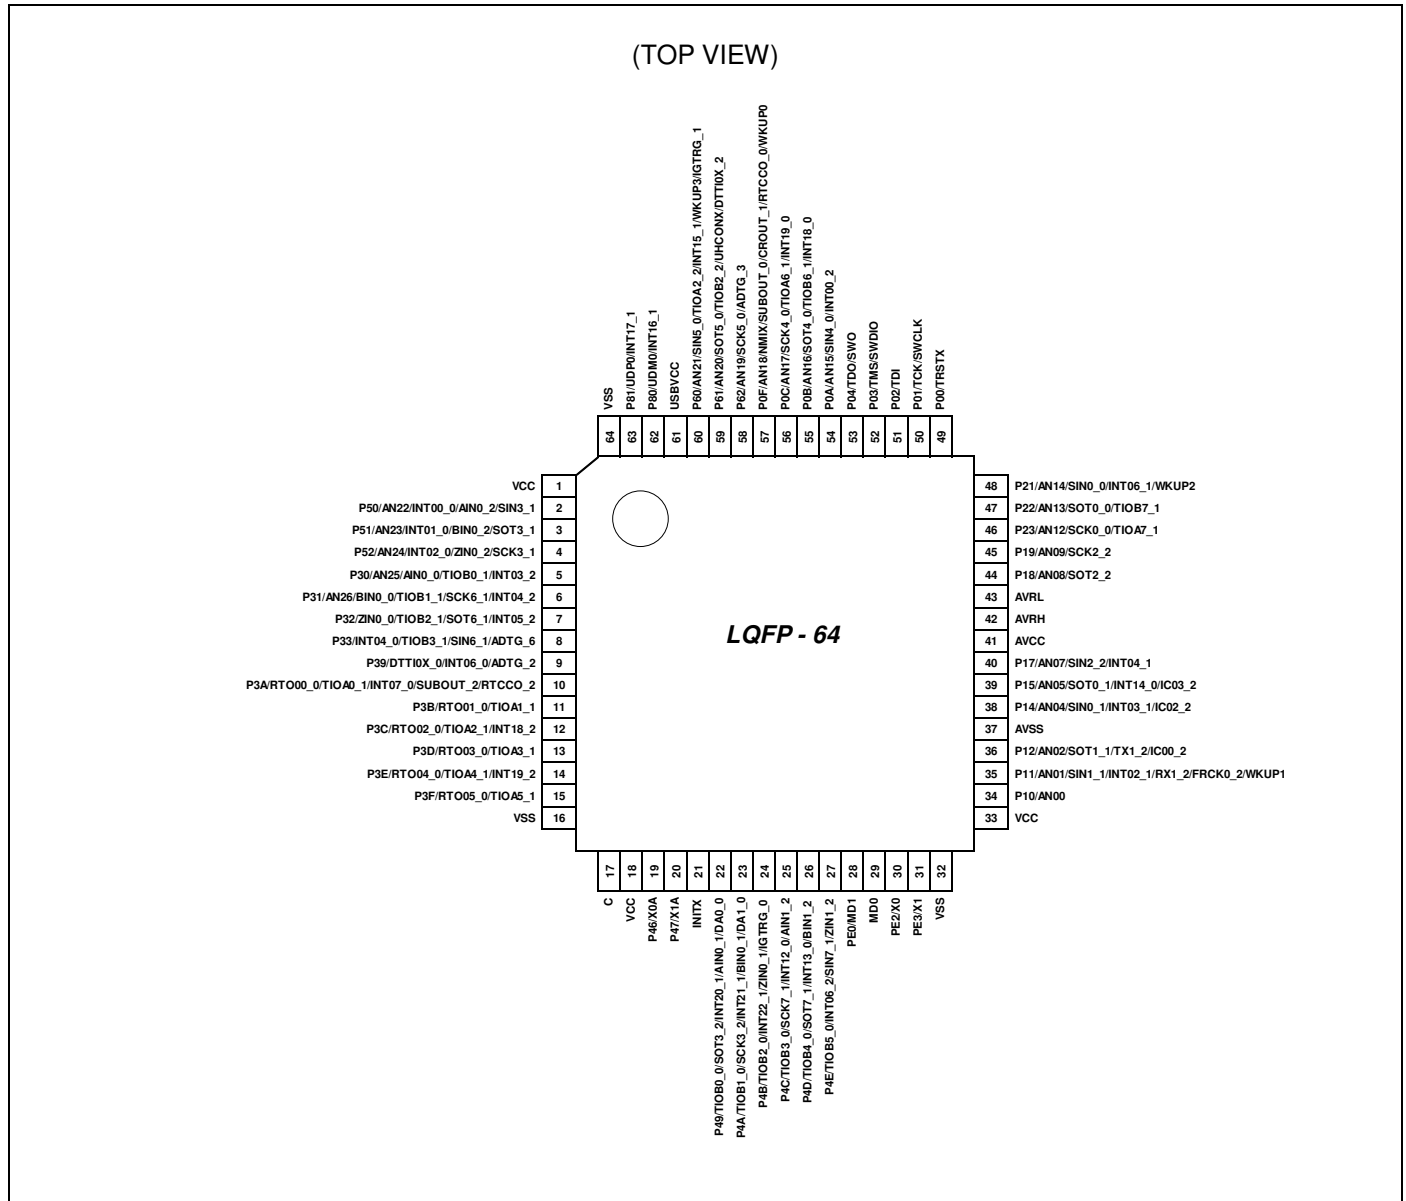 (TOP VIEW)
VSS
P81/UDP0/INT17_1
P80/UDM0/INT16_1
USBVCC
P60/AN21/SIN5_0/TIOA2_2/INT15_1/WKUP3/IGTRG_1
P61/AN20/SOT5_0/TIOB2_2/UHCONX/DTTI0X_2
P62/AN19/SCK5_0/ADTG_3
P0F/AN18/NMIX/SUBOUT_0/CROUT_1/RTCCO_0/WKUP0
P0C/AN17/SCK4_0/TIOA6_1/INT19_0
P0B/AN16/SOT4_0/TIOB6_1/INT18_0
P0A/AN15/SIN4_0/INT00_2
P04/TDO/SWO
P03/TMS/SWDIO
P02/TDI
P01/TCK/SWCLK
P00/TRSTX
64 63 62 61 60 59 58 57 56 55 54 53 52 51 50 49
VCC 1
P50/AN22/INT00_0/AIN0_2/SIN3_1 2
P51/AN23/INT01_0/BIN0_2/SOT3_1 3
P52/AN24/INT02_0/ZIN0_2/SCK3_1 4
P30/AN25/AIN0_0/TIOB0_1/INT03_2 5
P31/AN26/BIN0_0/TIOB1_1/SCK6_1/INT04_2 6
P32/ZIN0_0/TIOB2_1/SOT6_1/INT05_2 7
P33/INT04_0/TIOB3_1/SIN6_1/ADTG_6 8
P39/DTTI0X_0/INT06_0/ADTG_2 9
P3A/RTO00_0/TIOA0_1/INT07_0/SUBOUT_2/RTCCO_2 10
P3B/RTO01_0/TIOA1_1 11
P3C/RTO02_0/TIOA2_1/INT18_2 12
P3D/RTO03_0/TIOA3_1 13
P3E/RTO04_0/TIOA4_1/INT19_2 14
P3F/RTO05_0/TIOA5_1 15
VSS 16
LQFP - 64
48 P21/AN14/SIN0_0/INT06_1/WKUP2
47 P22/AN13/SOT0_0/TIOB7_1
46 P23/AN12/SCK0_0/TIOA7_1
45 P19/AN09/SCK2_2
44 P18/AN08/SOT2_2
43 AVRL
42 AVRH
41 AVCC
40 P17/AN07/SIN2_2/INT04_1
39 P15/AN05/SOT0_1/INT14_0/IC03_2
38 P14/AN04/SIN0_1/INT03_1/IC02_2
37 AVSS
36 P12/AN02/SOT1_1/TX1_2/IC00_2
35 P11/AN01/SIN1_1/INT02_1/RX1_2/FRCK0_2/WKUP1
34 P10/AN00
33 VCC
17 18 19 20 21 22 23 24 25 26 27 28 29 30 31 32
C
VCC
P46/X0A
P47/X1A
INITX
P49/TIOB0_0/SOT3_2/INT20_1/AIN0_1/DA0_0
P4A/TIOB1_0/SCK3_2/INT21_1/BIN0_1/DA1_0
P4B/TIOB2_0/INT22_1/ZIN0_1/IGTRG_0
P4C/TIOB3_0/SCK7_1/INT12_0/AIN1_2
P4D/TIOB4_0/SOT7_1/INT13_0/BIN1_2
P4E/TIOB5_0/INT06_2/SIN7_1/ZIN1_2
PE0/MD1
MD0
PE2/X0
PE3/X1
VSS